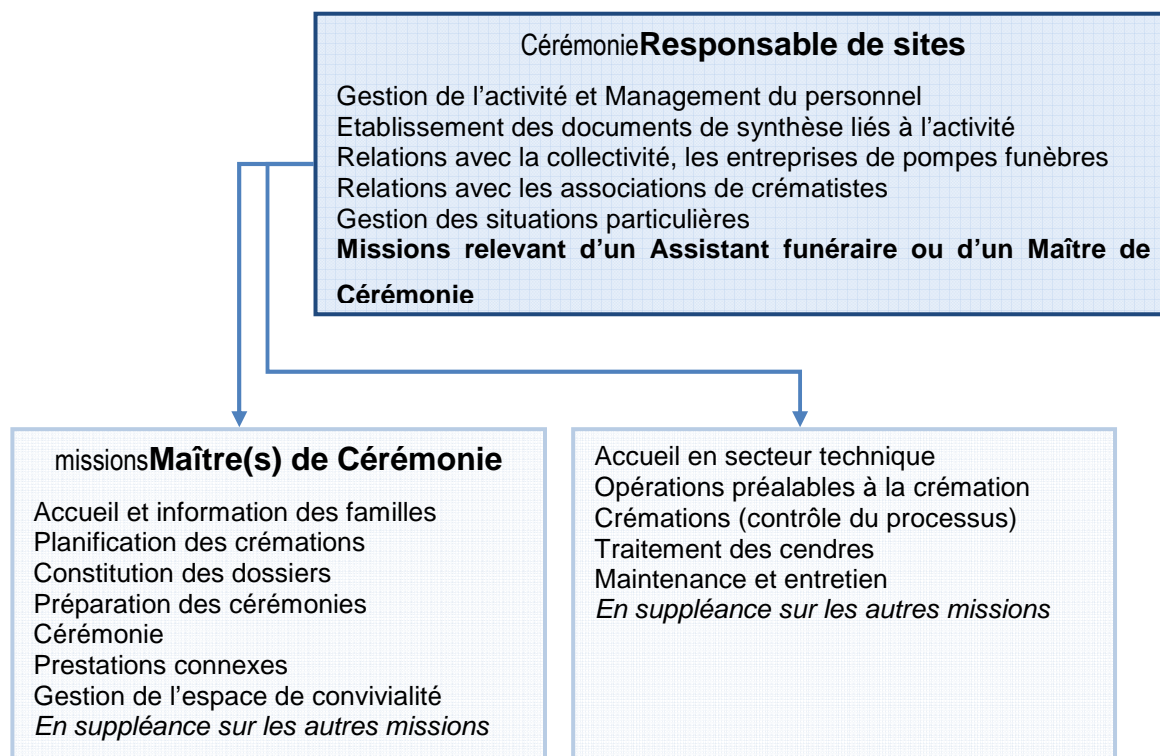 CérémonieResponsable de sites
Gestion de l’activité et Management du personnel
Etablissement des documents de synthèse liés à l’activité
Relations avec la collectivité, les entreprises de pompes funèbres
Relations avec les associations de crématistes
Gestion des situations particulières
Missions relevant d’un Assistant funéraire ou d’un Maître de
Cérémonie
missionsMaître(s) de Cérémonie
Accueil et information des familles
Planification des crémations
Constitution des dossiers
Préparation des cérémonies
Cérémonie
Prestations connexes
Gestion de l’espace de convivialité
En suppléance sur les autres missions
Accueil en secteur technique
Opérations préalables à la crémation
Crémations (contrôle du processus)
Traitement des cendres
Maintenance et entretien
En suppléance sur les autres missions